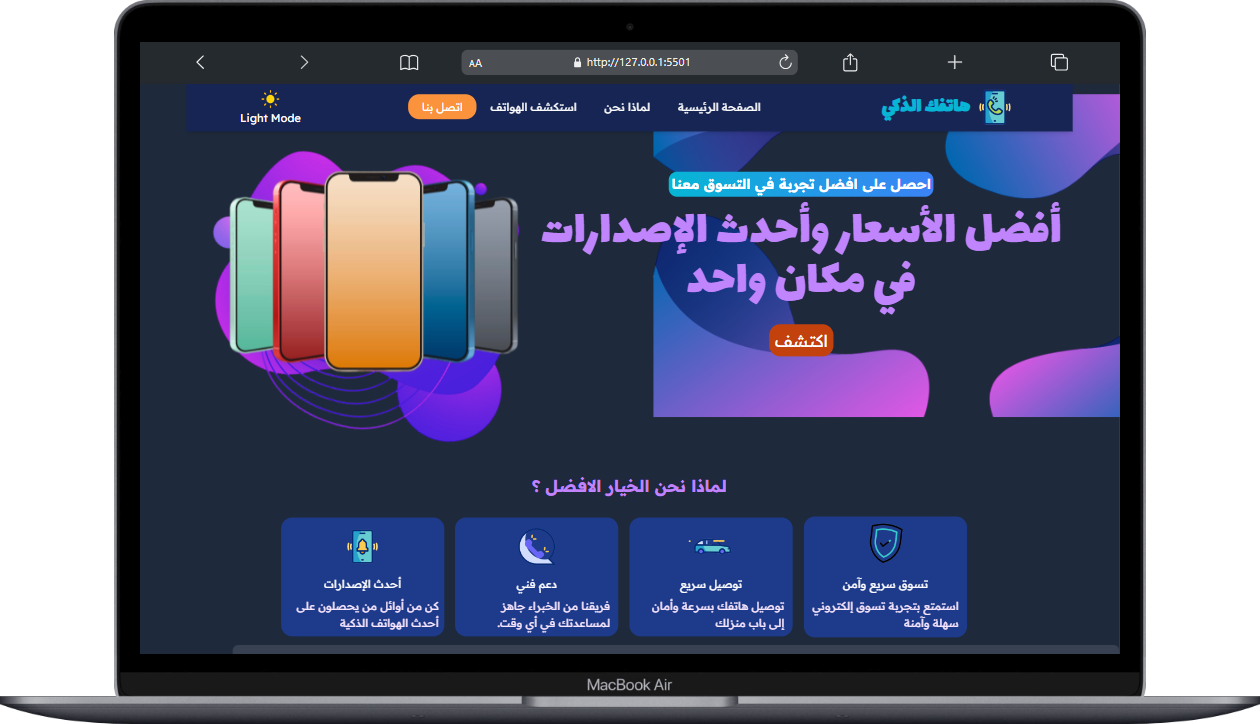 AA
http://127.0.0.1:5501
هاتفك الذكي
الصفحة الرئيسية
لماذا نحن
استكشف الهواتف
اتصل بنا
Light Mode
احصل على افضل تجربة في التسوق معنا
أفضل الأسعار وأحدث الإصدارات
في مكان واحد
اكتشف
لماذا نحن الخيار الافضل ؟
تسوق سريع وآمن
استمتع بتجربة تسوق إلكتروني
سهلة وآمنة
توصيل سريع
توصيل هاتفك بسرعة وأمان
إلى باب منزلك
دعم فني
فريقنا من الخبراء جاهز
لمساعدتك في أي وقت.
أحدث الإصدارات
كن من أوائل من يحصلون على
أحدث الهواتف الذكية
MacBook Air